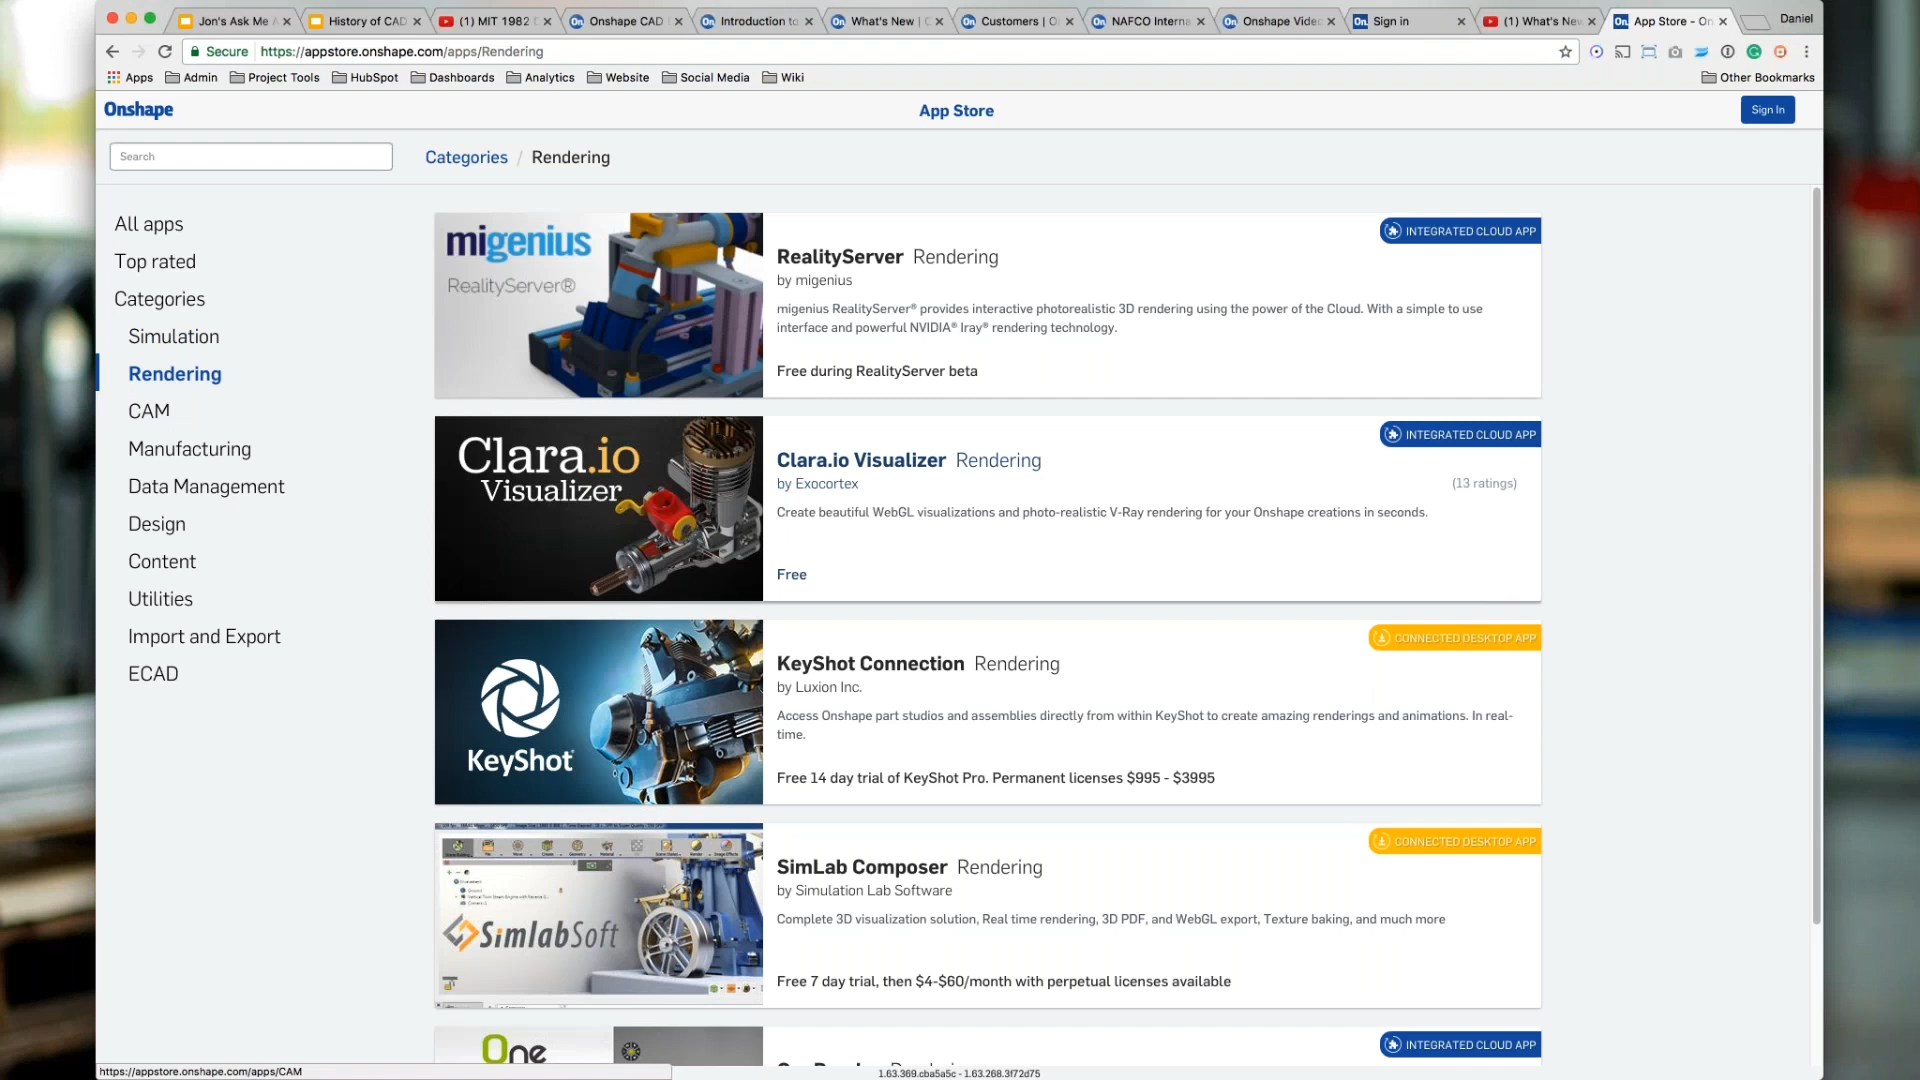 Jon's Ask Me
History of CAD
(1) MIT 1982
Onshape CAD
Introduction to
What's New | C
Customers | O
NAFCO Interna
Onshape Video
Sign in
(1) What's New
App Store - On
Daniel
Secure
https://appstore.onshape.com/apps/Rendering
Apps
Admin
Project Tools
HubSpot
Dashboards
Analytics
Website
Social Media
Wiki
Other Bookmarks
Onshape
App Store
Sign In
Search
Categories / Rendering
All apps
Top rated
Categories
Simulation
Rendering
CAM
Manufacturing
Data Management
Design
Content
Utilities
Import and Export
ECAD
migenius
RealityServer®
INTEGRATED CLOUD APP
RealityServer Rendering
by migenius
migenius RealityServer® provides interactive photorealistic 3D rendering using the power of the Cloud. With a simple to use
interface and powerful NVIDIA® Iray® rendering technology.
Free during RealityServer beta
Clara.io
Visualizer
INTEGRATED CLOUD APP
Clara.io Visualizer Rendering
by Exocortex
(13 ratings)
Create beautiful WebGL visualizations and photo-realistic V-Ray rendering for your Onshape creations in seconds.
Free
KeyShot
CONNECTED DESKTOP APP
KeyShot Connection Rendering
by Luxion Inc.
Access Onshape part studios and assemblies directly from within KeyShot to create amazing renderings and animations. In real-
time.
Free 14 day trial of KeyShot Pro. Permanent licenses $995 - $3995
SimlabSoft
CONNECTED DESKTOP APP
SimLab Composer Rendering
by Simulation Lab Software
Complete 3D visualization solution, Real time rendering, 3D PDF, and WebGL export, Texture baking, and much more
Free 7 day trial, then $4-$60/month with perpetual licenses available
One
INTEGRATED CLOUD APP
https://appstore.onshape.com/apps/CAM
1.63.369.cba5a5c - 1.63.268.3f72d75